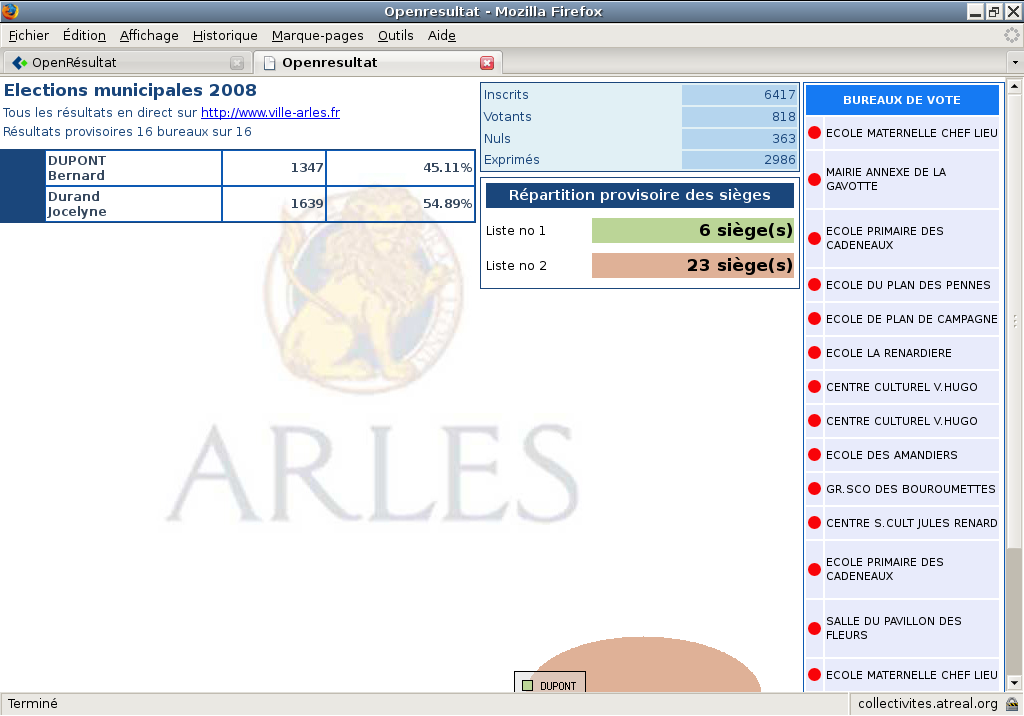 Openresultat - Mozilla Firefox
Fichier Édition Affichage Historique Marque-pages Outils Aide
OpenRésultat
Openresultat
Elections municipales 2008
Tous les résultats en direct sur http://www.ville-arles.fr
Résultats provisoires 16 bureaux sur 16
DUPONT
Bernard
1347
45.11%
Durand
Jocelyne
1639
54.89%
ARLES
Inscrits 6417
Votants 818
Nuls 363
Exprimés 2986
Répartition provisoire des sièges
Liste no 1 6 siège(s)
Liste no 2 23 siège(s)
DUPONT
BUREAUX DE VOTE
ECOLE MATERNELLE CHEF LIEU
MAIRIE ANNEXE DE LA
GAVOTTE
ECOLE PRIMAIRE DES
CADENEAUX
ECOLE DU PLAN DES PENNES
ECOLE DE PLAN DE CAMPAGNE
ECOLE LA RENARDIERE
CENTRE CULTUREL V.HUGO
CENTRE CULTUREL V.HUGO
ECOLE DES AMANDIERS
GR.SCO DES BOUROUMETTES
CENTRE S.CULT JULES RENARD
ECOLE PRIMAIRE DES
CADENEAUX
SALLE DU PAVILLON DES
FLEURS
ECOLE MATERNELLE CHEF LIEU
Terminé
collectivites.atreal.org